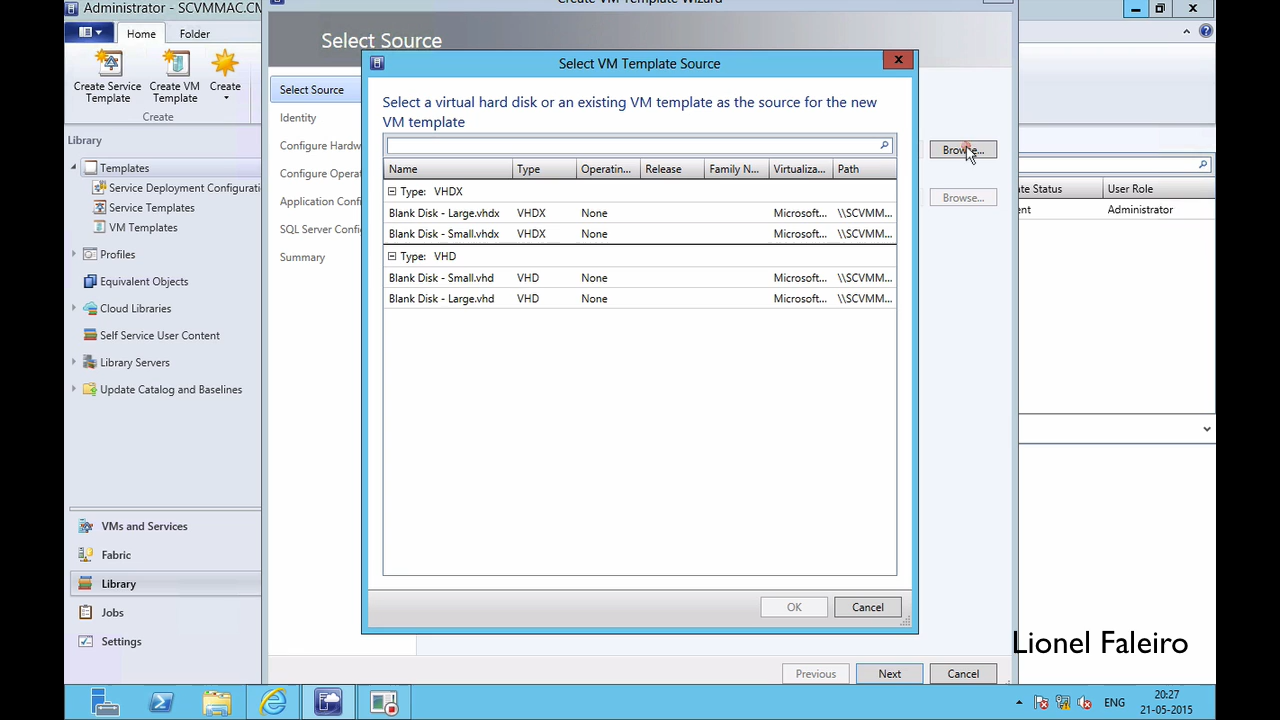 Administrator - SCVMMAC.CM
Create VM Template Wizard
Home
Folder
Create Service
Template
Create VM
Template
Create
Create
Library
Templates
Service Deployment Configurati
Service Templates
VM Templates
Profiles
Equivalent Objects
Cloud Libraries
Self Service User Content
Library Servers
Update Catalog and Baselines
VMs and Services
Fabric
Library
Jobs
Settings
Select Source
Select Source
Identity
Configure Hardw
Configure Operat
Application Confi
SQL Server Confi
Summary
Select VM Template Source
Select a virtual hard disk or an existing VM template as the source for the new
VM template
Name Type Operatin... Release Family N... Virtualiza... Path
Type: VHDX
Blank Disk - Large.vhdx VHDX None Microsoft... \\SCVMM...
Blank Disk - Small.vhdx VHDX None Microsoft... \\SCVMM...
Type: VHD
Blank Disk - Small.vhd VHD None Microsoft... \\SCVMM...
Blank Disk - Large.vhd VHD None Microsoft... \\SCVMM...
OK
Cancel
Browse...
Browse...
Previous
Next
Cancel
te Status User Role
ent Administrator
Lionel Faleiro
ENG
20:27
21-05-2015